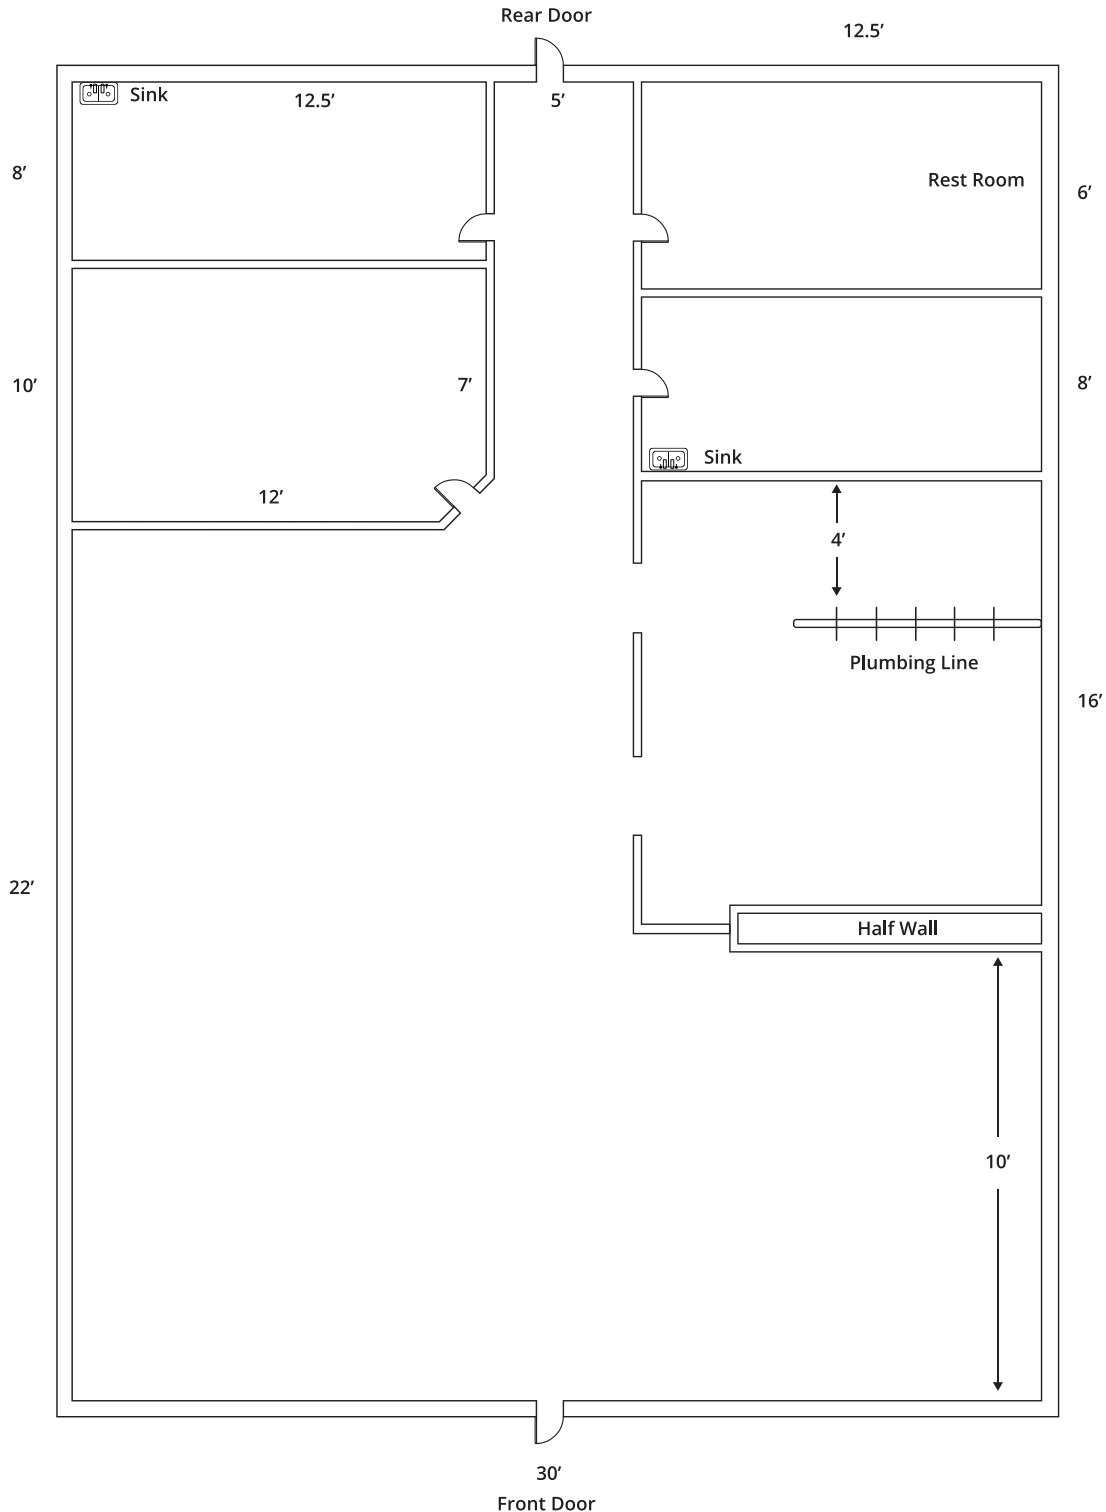 Rear Door
12.5’
Sink
12.5’
5’
8’
Rest Room
6’
10’
7’
8’
Sink
12’
4’
Plumbing Line
16’
22’
Half Wall
10’
30’
Front Door